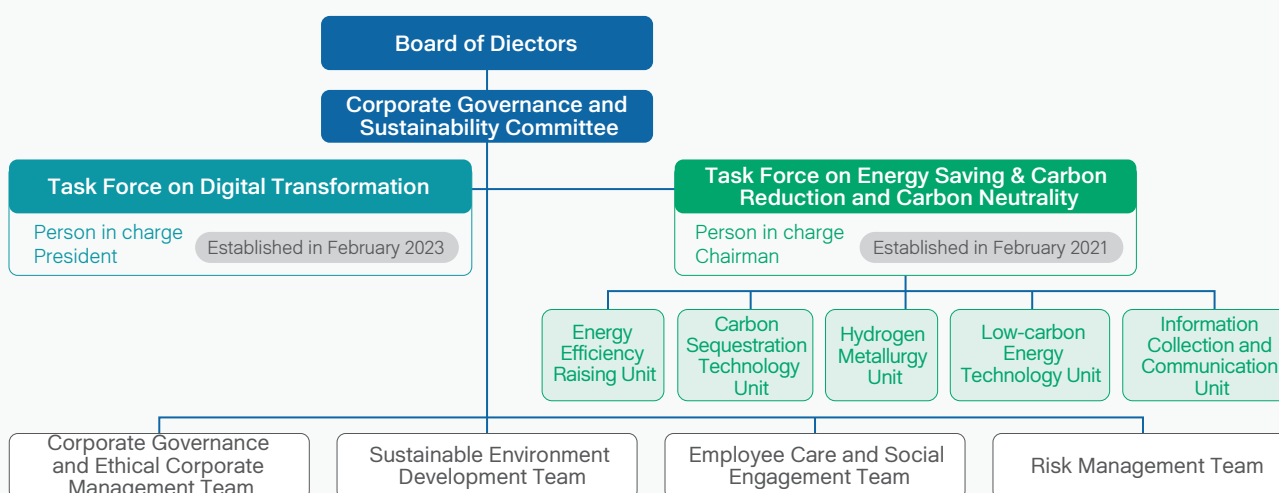 Board of Diectors
Corporate Governance and
Sustainability Committee
Task Force on Digital Transformation
Person in charge
President
Established in February 2023
Task Force on Energy Saving & Carbon
Reduction and Carbon Neutrality
Person in charge
Chairman
Established in February 2021
Energy
Efficiency
Raising Unit
Carbon
Sequestration
Technology
Unit
Hydrogen
Metallurgy
Unit
Low-carbon
Energy
Technology Unit
Information
Collection and
Communication
Unit
Corporate Governance
and Ethical Corporate
Management Team
Sustainable Environment
Development Team
Employee Care and Social
Engagement Team
Risk Management Team